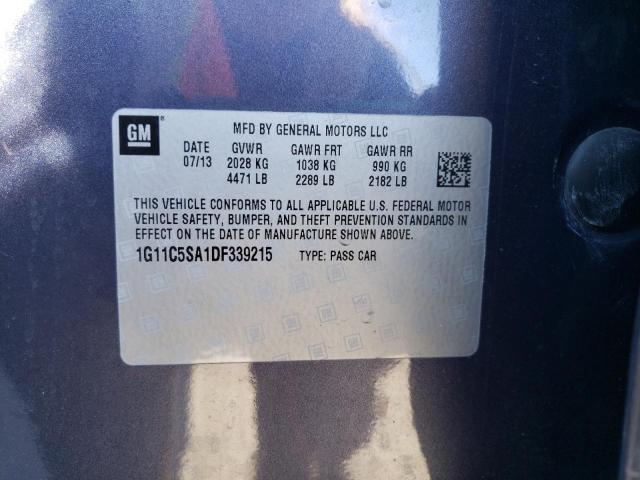 GM ® MFD BY GENERAL MOTORS LLC
DATE GVWR GAWR FRT GAWR RR
07/13 2028 KG 1038 KG 990 KG
4471 LB 2289 LB 2182 LB
THIS VEHICLE CONFORMS TO ALL APPLICABLE U.S. FEDERAL MOTOR
VEHICLE SAFETY, BUMPER, AND THEFT PREVENTION STANDARDS IN
EFFECT ON THE DATE OF MANUFACTURE SHOWN ABOVE.
1G11C5SA1DF339215 TYPE: PASS CAR